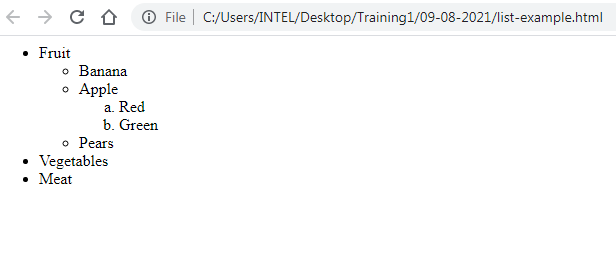 File | C:/Users/INTEL/Desktop/Training1/09-08-2021/list-example.html
• Fruit
○ Banana
○ Apple
a. Red
b. Green
○ Pears
• Vegetables
• Meat